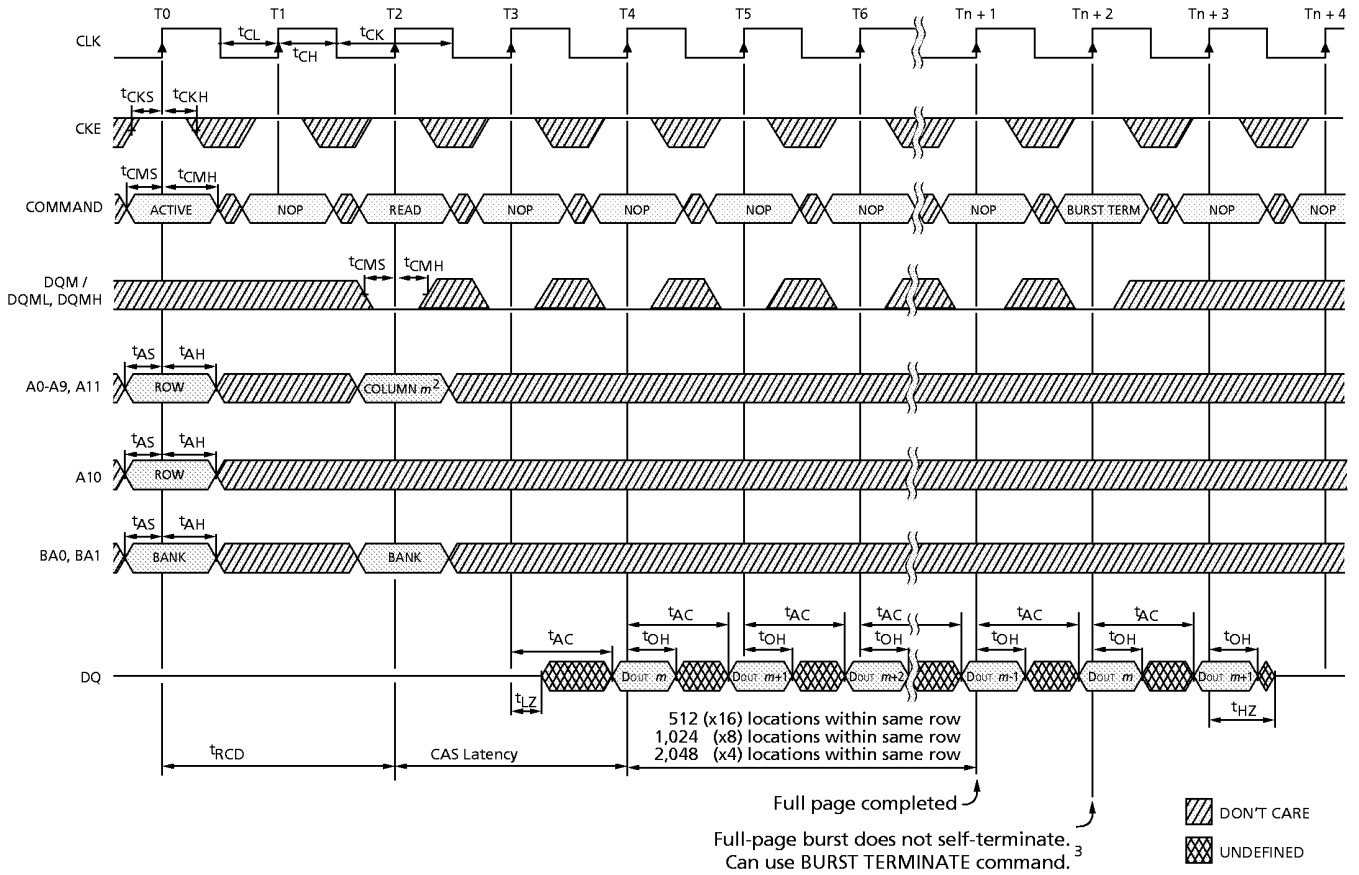 T0 T1 T2 T3 T4 T5 T6 Tn + 1 Tn + 2 Tn + 3 Tn + 4
CLK
tCL tCK
tCH
tCKS tCKH
CKE
tCMS tCMH
COMMAND ACTIVE NOP READ NOP NOP NOP NOP NOP BURST TERM NOP NOP
tCMS tCMH
DQM /
DQML, DQMH
tAS tAH
A0-A9, A11 ROW COLUMN m2
tAS tAH
A10 ROW
tAS tAH
BA0, BA1 BANK BANK
tAC tAC tAC tAC tAC
tAC tOH tOH tOH tOH tOH tOH
DQ DOUT m DOUT m+1 DOUT m+2 DOUT m-1 DOUT m DOUT m+1
tLZ tHZ
512 (x16) locations within same row
1,024 (x8) locations within same row
2,048 (x4) locations within same row
tRCD CAS Latency
Full page completed
Full-page burst does not self-terminate.
Can use BURST TERMINATE command. 3
DON'T CARE
UNDEFINED